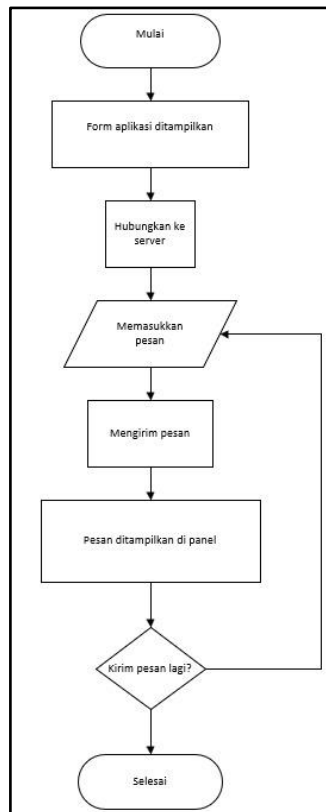 Mulai
Form aplikasi ditampilkan
Hubungkan ke
server
Memasukkan
pesan
Mengirim pesan
Pesan ditampilkan di panel
Kirim pesan lagi?
Selesai